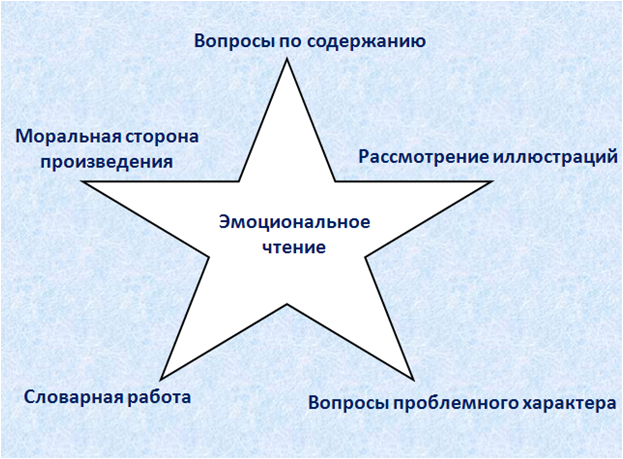 Вопросы по содержанию
Моральная сторона
произведения
Рассмотрение иллюстраций
Эмоциональное
чтение
Словарная работа
Вопросы проблемного характера